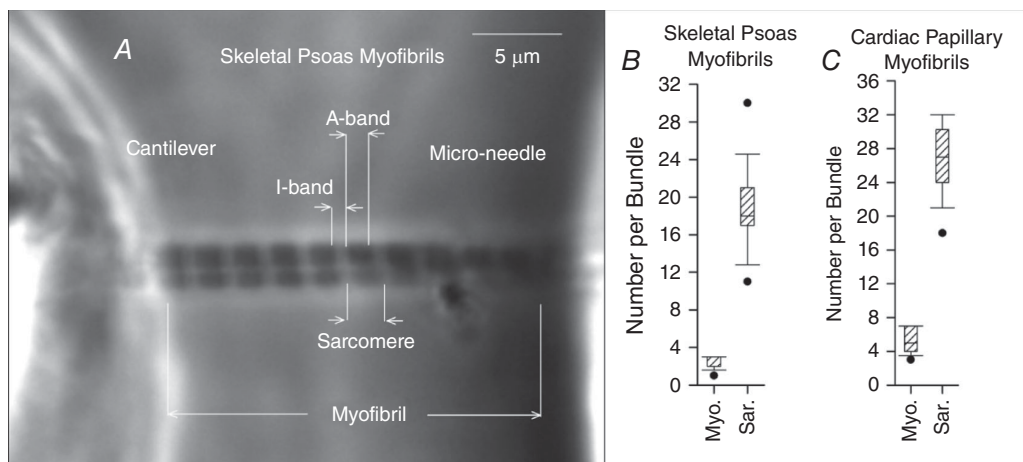 A
Skeletal Psoas Myofibrils
5 μm
A-band
Cantilever
Micro-needle
I-band
Sarcomere
Myofibril
B
Skeletal Psoas
Myofibrils
Number per Bundle
32
28
24
20
16
12
8
4
0
Myo.
Sar.
C
Cardiac Papillary
Myofibrils
Number per Bundle
36
32
28
24
20
16
12
8
4
0
Myo.
Sar.